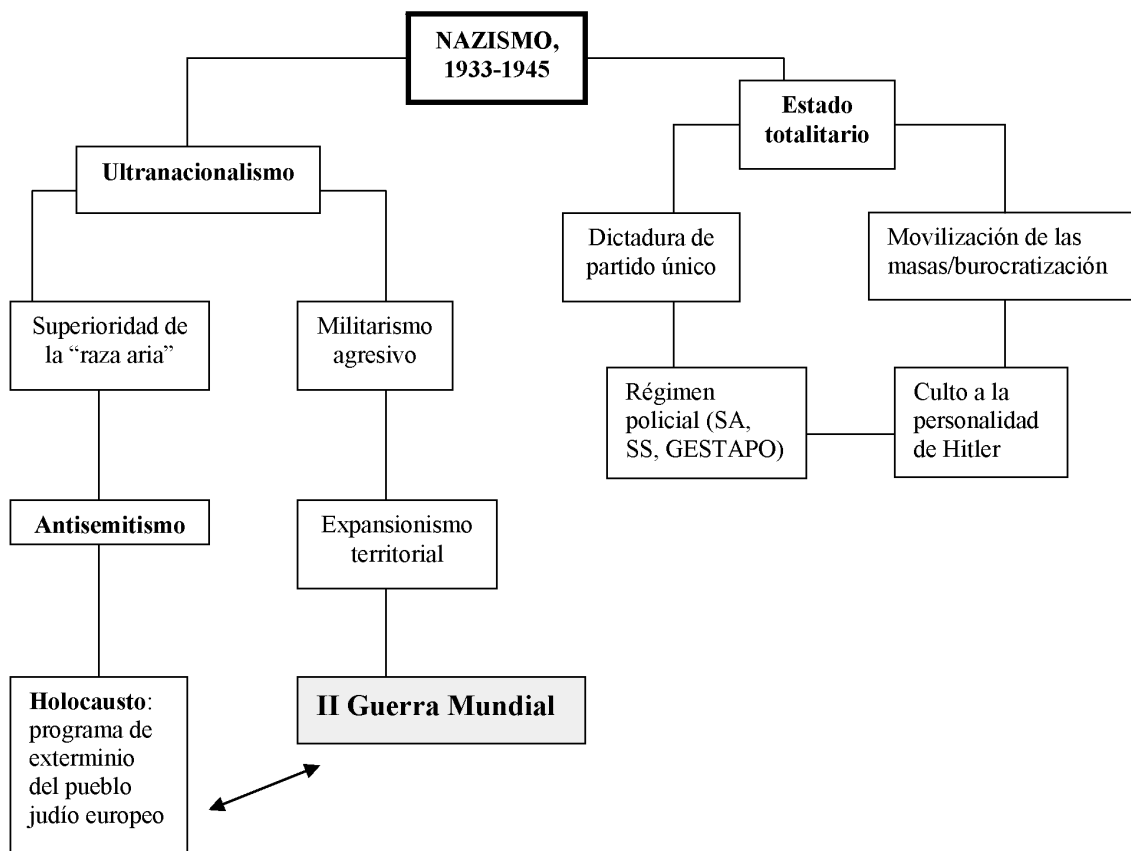 NAZISMO,
1933-1945
Estado
totalitario
Ultranacionalismo
Dictadura de
partido único
Movilización de las
masas/burocratización
Superioridad de
la “raza aria”
Militarismo
agresivo
Régimen
policial (SA,
SS, GESTAPO)
Culto a la
personalidad
de Hitler
Antisemitismo
Expansionismo
territorial
Holocausto:
programa de
exterminio
del pueblo
judío europeo
II Guerra Mundial